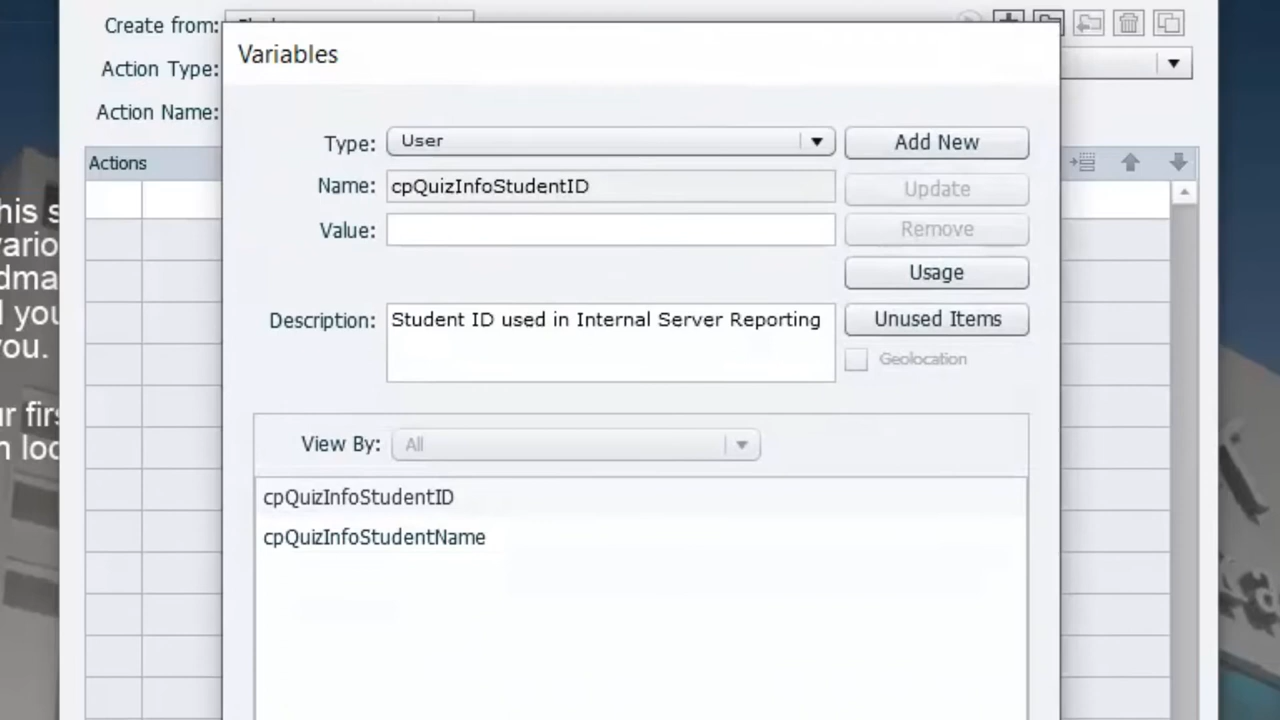 Create from:
Action Type:
Action Name:
Variables
Type: User Add New
Name: cpQuizInfoStudentID Update
Value: Remove
Usage
Description: Student ID used in Internal Server Reporting Unused Items
Geolocation
Actions
View By: All
cpQuizInfoStudentID
cpQuizInfoStudentName
you.